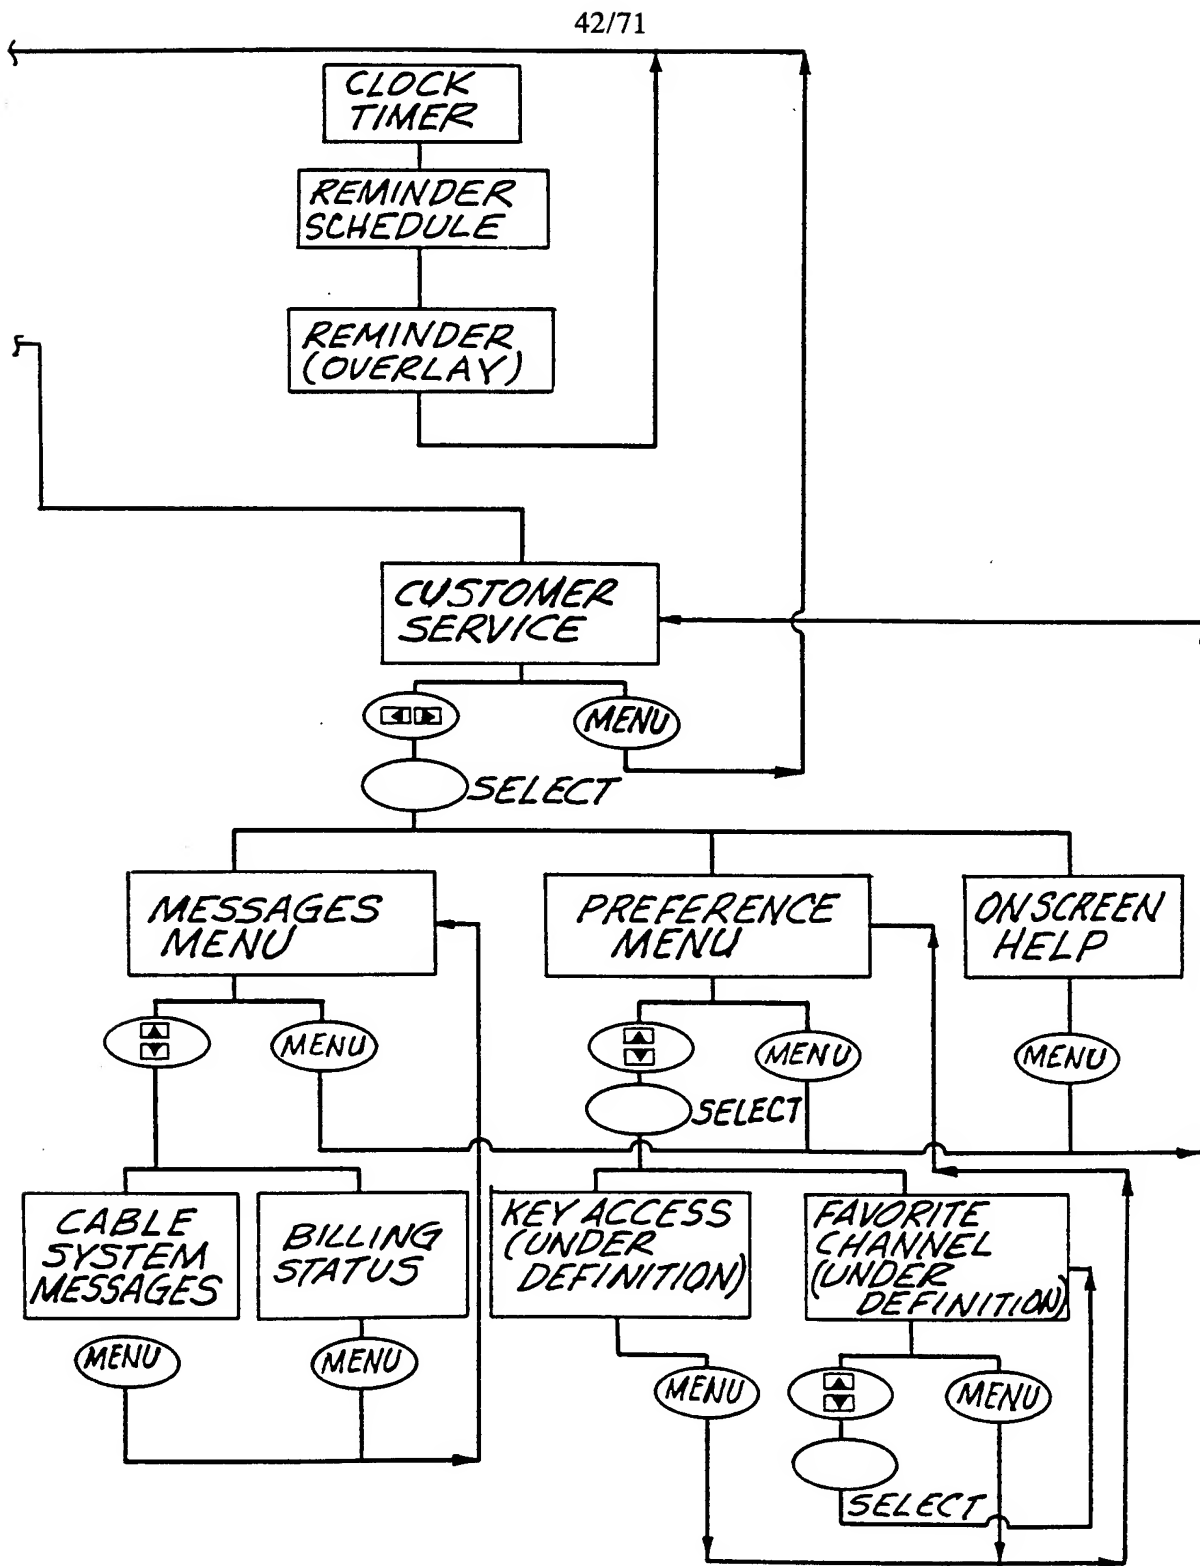 42/71
CLOCK
TIMER
REMINDER
SCHEDULE
REMINDER
(OVERLAY)
CUSTOMER
SERVICE
MENU
SELECT
MESSAGES
MENU
PREFERENCE
MENU
ON SCREEN
HELP
MENU
MENU
MENU
SELECT
CABLE
SYSTEM
MESSAGES
BILLING
STATUS
KEY ACCESS
(UNDER
DEFINITION)
FAVORITE
CHANNEL
(UNDER
DEFINITION)
MENU
MENU
MENU
MENU
SELECT